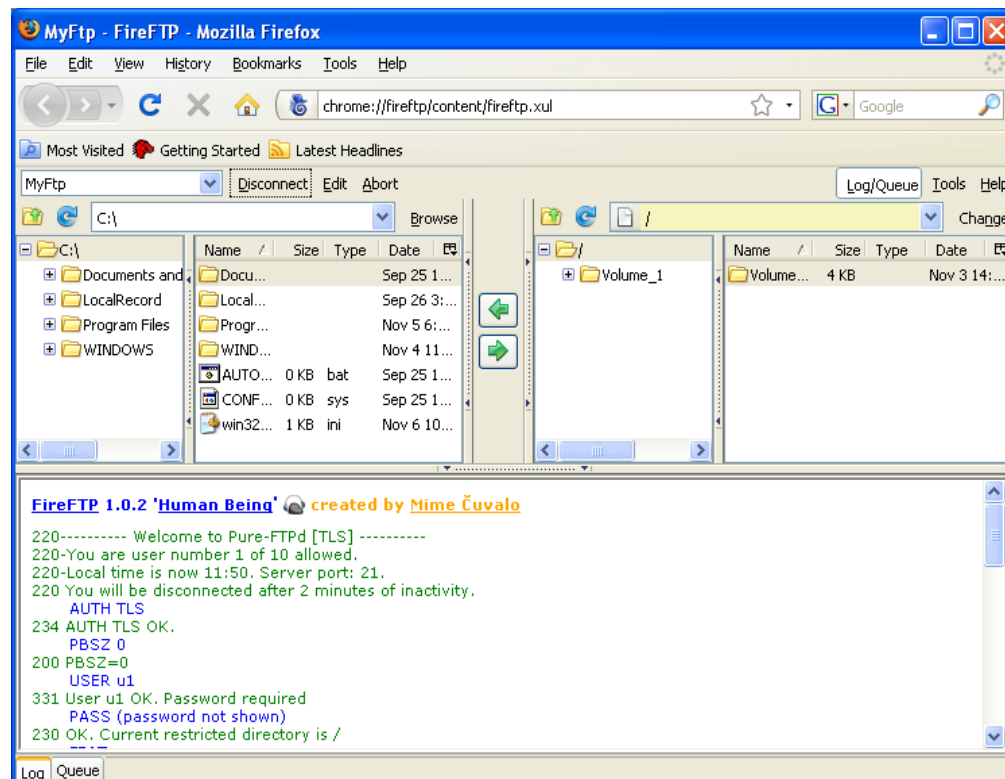 MyFtp - FireFTP - Mozilla Firefox
File Edit View History Bookmarks Tools Help
chrome://fireftp/content/fireftp.xul
G Google
Most Visited Getting Started Latest Headlines
MyFtp Disconnect Edit Abort Log/Queue Tools Help
C:\ Browse / Change
C:\
Documents and
LocalRecord
Program Files
WINDOWS
Name Size Type Date
Docu... Sep 25 1...
Local... Sep 26 3:...
Progr... Nov 5 6:...
WIND... Nov 4 11...
AUTO... 0 KB bat Sep 25 1...
CONF... 0 KB sys Sep 25 1...
win32... 1 KB ini Nov 6 10...
/
Volume_1
Name Size Type Date
Volume... 4 KB Nov 3 14:...
FireFTP 1.0.2 'Human Being' created by Mime Čuvalo
220---------- Welcome to Pure-FTPd [TLS] ----------
220-You are user number 1 of 10 allowed.
220-Local time is now 11:50. Server port: 21.
220 You will be disconnected after 2 minutes of inactivity.
AUTH TLS
234 AUTH TLS OK.
PBSZ 0
200 PBSZ=0
USER u1
331 User u1 OK. Password required
PASS (password not shown)
230 OK. Current restricted directory is /
Log Queue